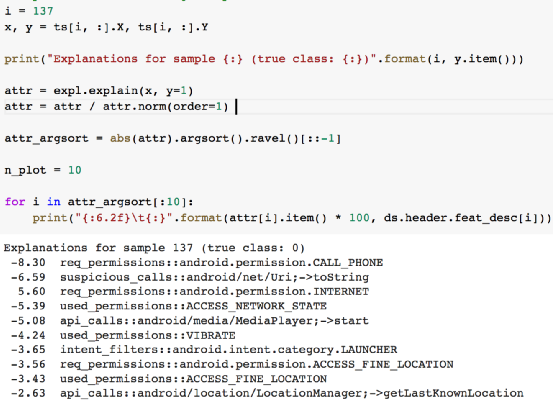 i = 137
x, y = ts[i, :].X, ts[i, :].Y
print("Explanations for sample {:} (true class: {:})".format(i, y.item()))
attr = expl.explain(x, y=1)
attr = attr / attr.norm(order=1)
attr_argsort = abs(attr).argsort().ravel()[::-1]
n_plot = 10
for i in attr_argsort[:10]:
    print("{:6.2f}\t{:}".format(attr[i].item() * 100, ds.header.feat_desc[i]))
Explanations for sample 137 (true class: 0)
 -8.30  req_permissions::android.permission.CALL_PHONE
 -6.59  suspicious_calls::android/net/Uri;->toString
  5.60  req_permissions::android.permission.INTERNET
 -5.39  used_permissions::ACCESS_NETWORK_STATE
 -5.08  api_calls::android/media/MediaPlayer;->start
 -4.24  used_permissions::VIBRATE
 -3.65  intent_filters::android.intent.category.LAUNCHER
 -3.56  req_permissions::android.permission.ACCESS_FINE_LOCATION
 -3.43  used_permissions::ACCESS_FINE_LOCATION
 -2.63  api_calls::android/location/LocationManager;->getLastKnownLocation